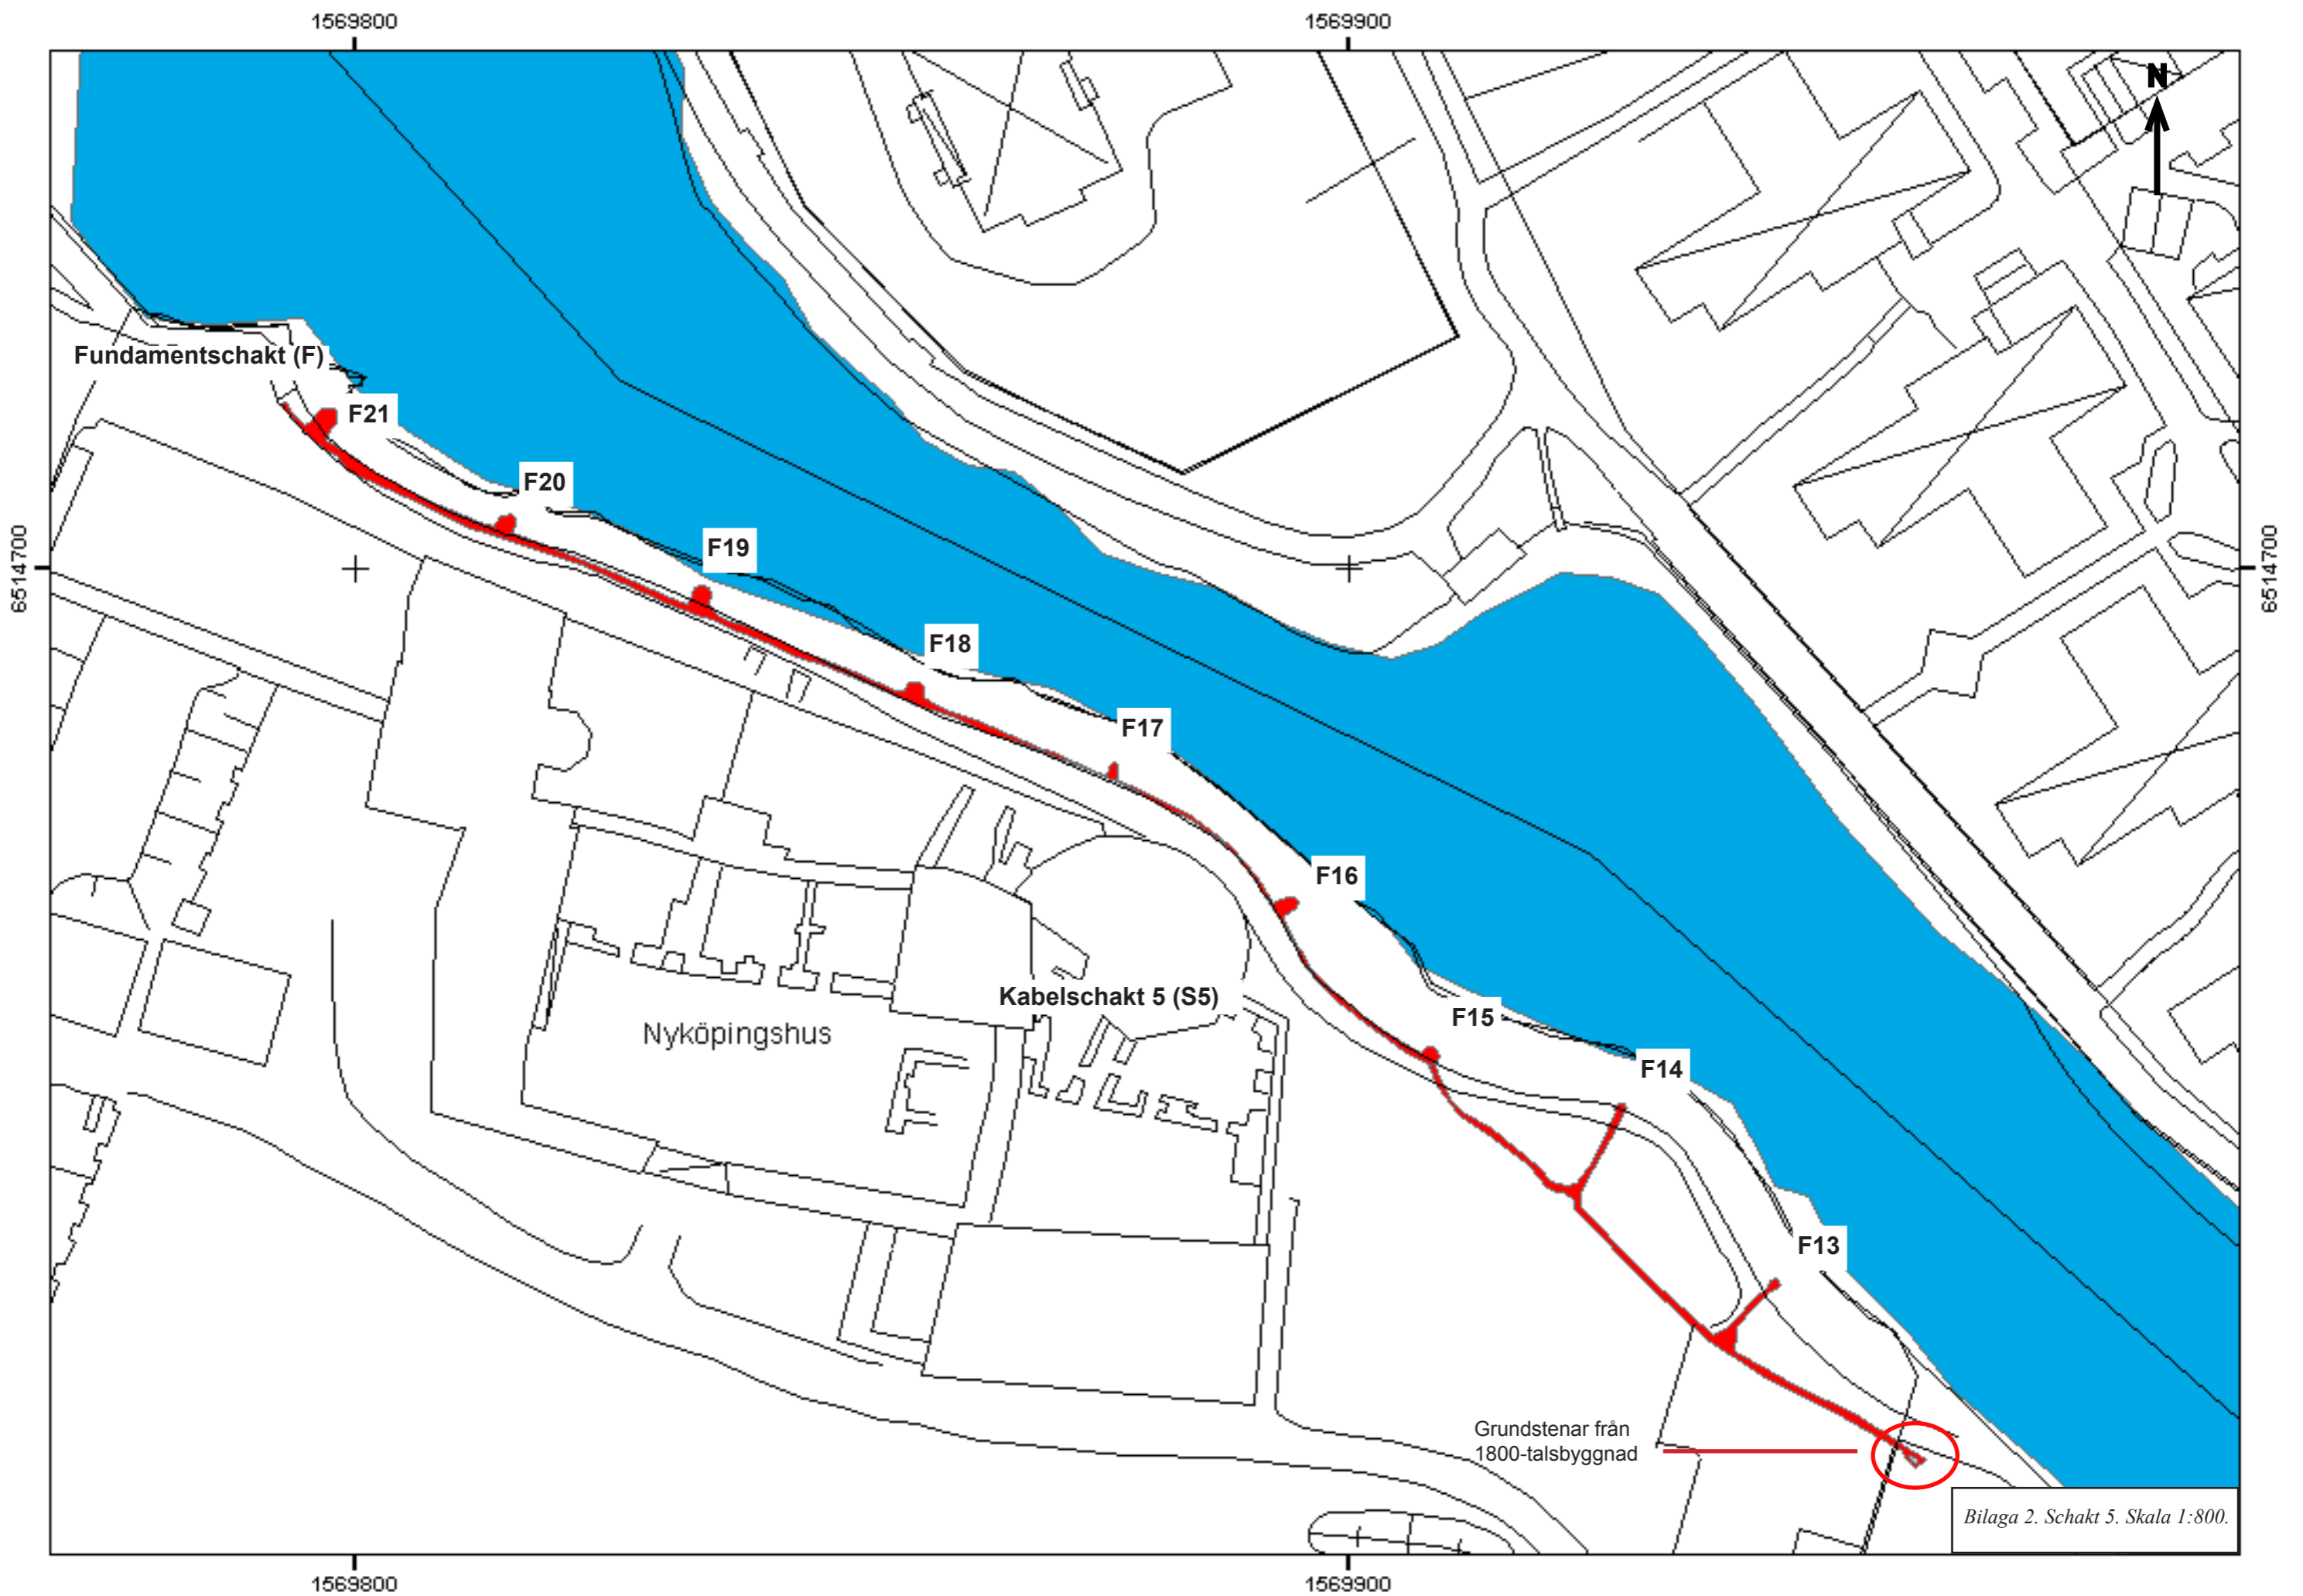 1569800
1569900
N
Fundamentschakt (F)
F21
F20
F19
6514700
6514700
F18
F17
F16
Kabelschakt 5 (S5)
F15
Nyköpingshus
F14
F13
Grundstenar från
1800-talsbyggnad
Bilaga 2. Schakt 5. Skala 1:800.
1569800
1569900